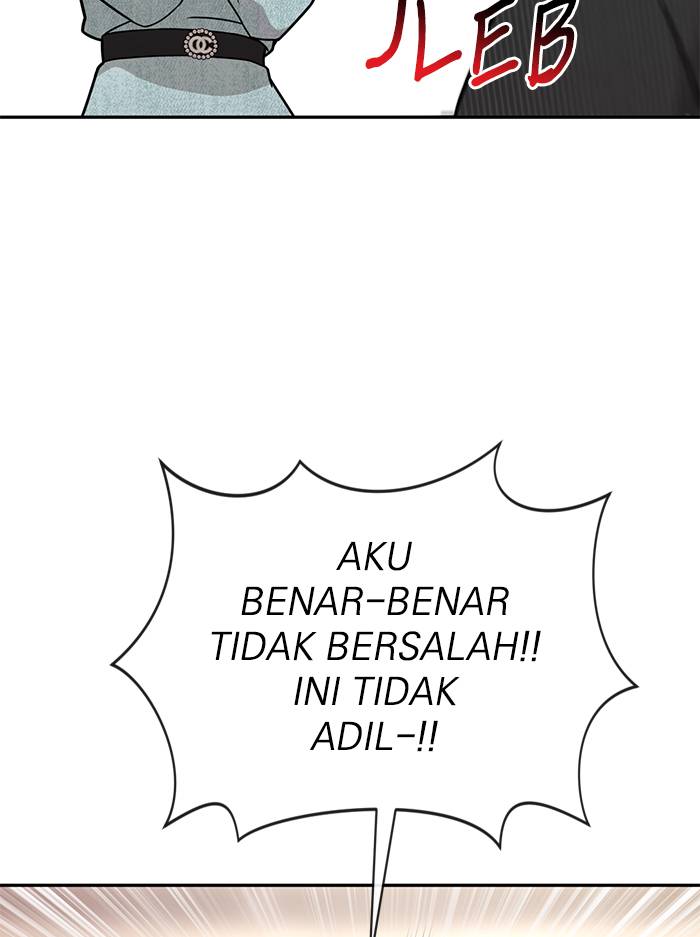 JLEB
AKU
BENAR-BENAR
TIDAK BERSALAH!!
INI TIDAK
ADIL-!!